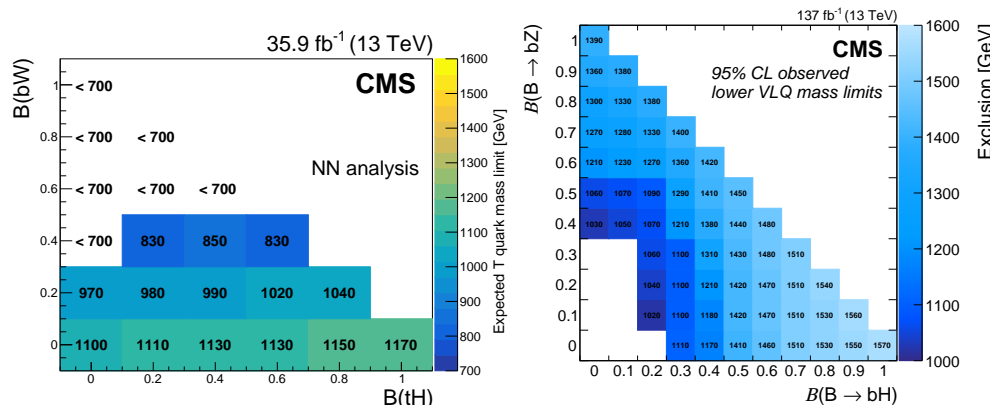 35.9 fb⁻¹ (13 TeV)
CMS
NN analysis
B(bW)
1
0.8
0.6
0.4
0.2
0
< 700
< 700 < 700
< 700 < 700 < 700
< 700 830 850 830
970 980 990 1020 1040
1100 1110 1130 1130 1150 1170
0 0.2 0.4 0.6 0.8 1
B(tH)
1600
1500
1400
1300
1200
1100
1000
900
800
700
Expected T quark mass limit [GeV]
137 fb⁻¹ (13 TeV)
CMS
95% CL observed
lower VLQ mass limits
B(B → bZ)
1 1390
0.9 1360 1380
0.8 1300 1330 1380
0.7 1270 1280 1330 1400
0.6 1210 1230 1270 1360 1420
0.5 1060 1070 1090 1290 1410 1450
0.4 1030 1050 1070 1210 1380 1440 1480
0.3 1060 1100 1310 1430 1480 1510
0.2 1040 1100 1210 1420 1470 1510 1540
0.1 1020 1100 1180 1420 1470 1510 1530 1560
0 1110 1170 1410 1460 1510 1530 1550 1570
0 0.1 0.2 0.3 0.4 0.5 0.6 0.7 0.8 0.9 1
B(B → bH)
1600
1500
1400
1300
1200
1100
1000
Exclusion [GeV]